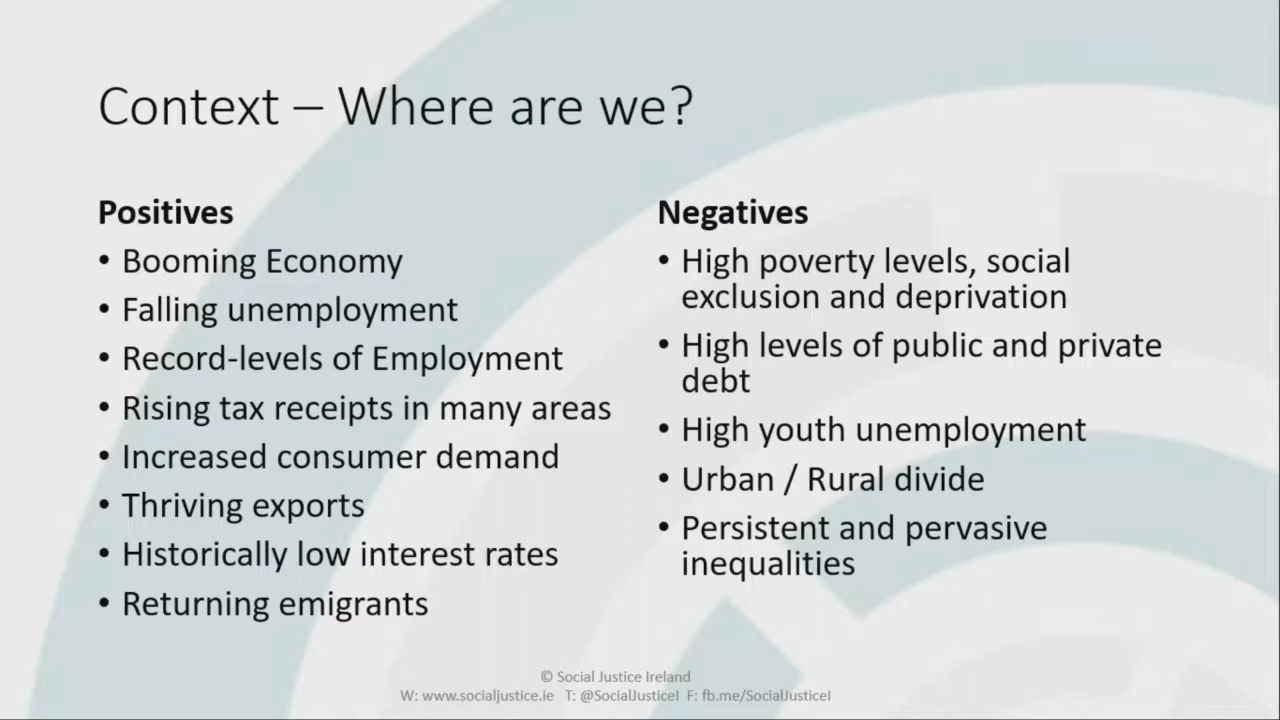 Context – Where are we?
Positives
• Booming Economy
• Falling unemployment
• Record-levels of Employment
• Rising tax receipts in many areas
• Increased consumer demand
• Thriving exports
• Historically low interest rates
• Returning emigrants
Negatives
• High poverty levels, social
exclusion and deprivation
• High levels of public and private
debt
• High youth unemployment
• Urban / Rural divide
• Persistent and pervasive
inequalities
© Social Justice Ireland
W: www.socialjustice.ie T: @SocialJusticeI F: fb.me/SocialJusticeI